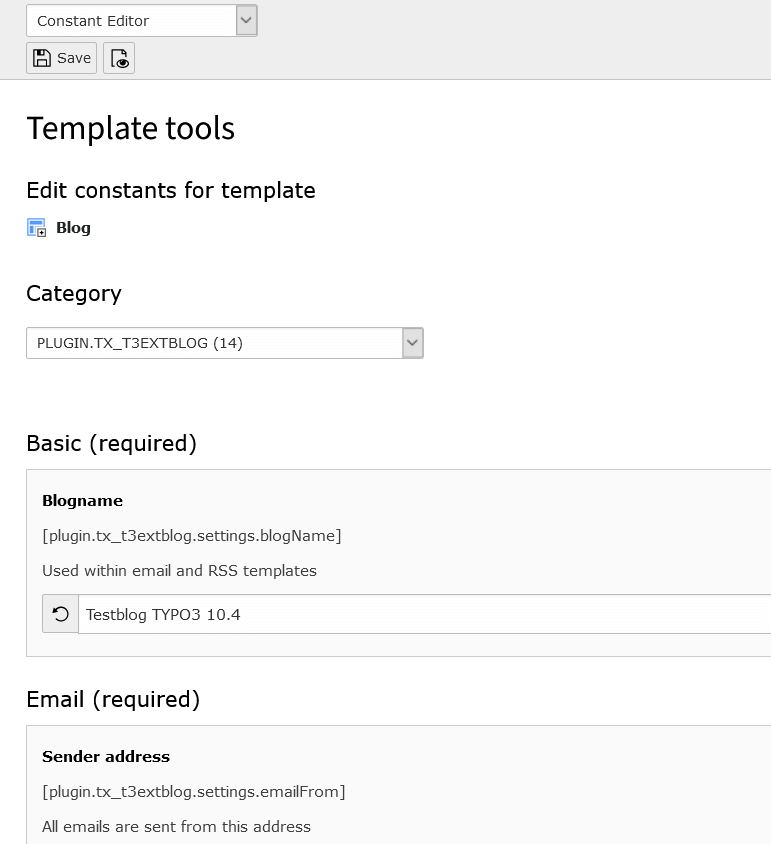 Constant Editor
Save
Template tools
Edit constants for template
Blog
Category
PLUGIN.TX_T3EXTBLOG (14)
Basic (required)
Blogname
[plugin.tx_t3extblog.settings.blogName]
Used within email and RSS templates
Testblog TYPO3 10.4
Email (required)
Sender address
[plugin.tx_t3extblog.settings.emailFrom]
All emails are sent from this address